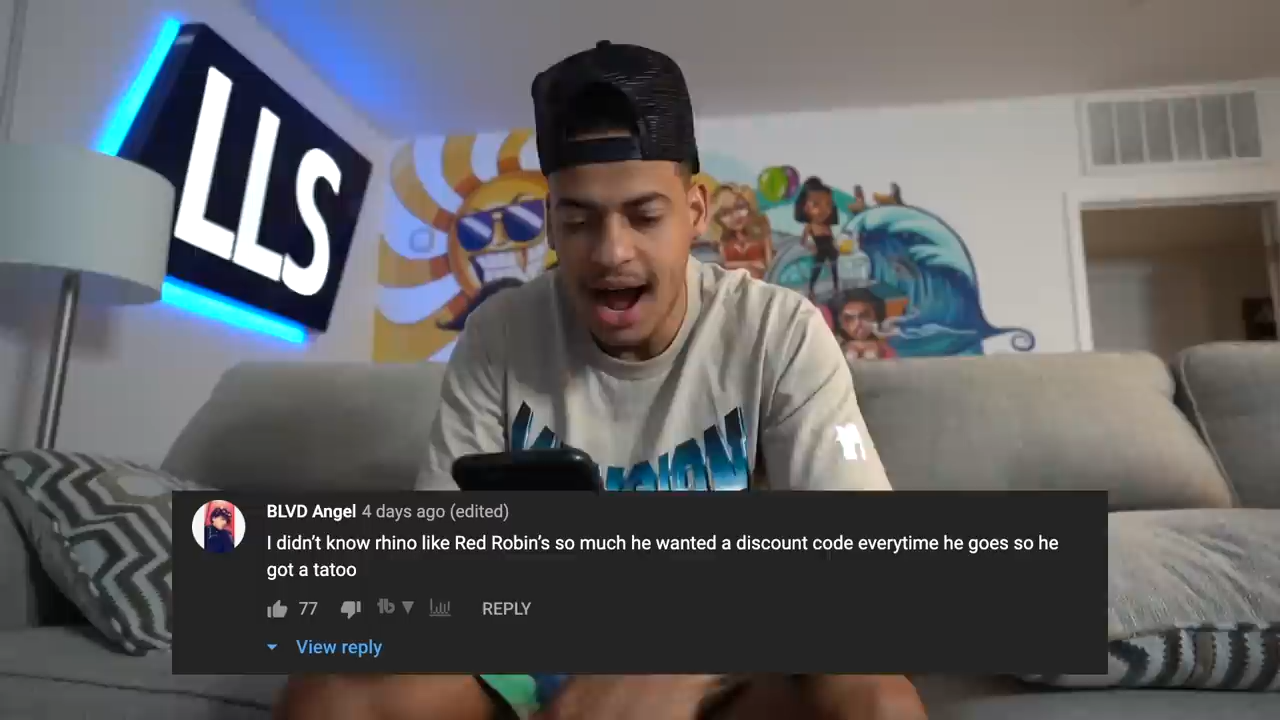 LLS
BLVD Angel 4 days ago (edited)
I didn’t know rhino like Red Robin’s so much he wanted a discount code everytime he goes so he
got a tatoo
77
REPLY
View reply